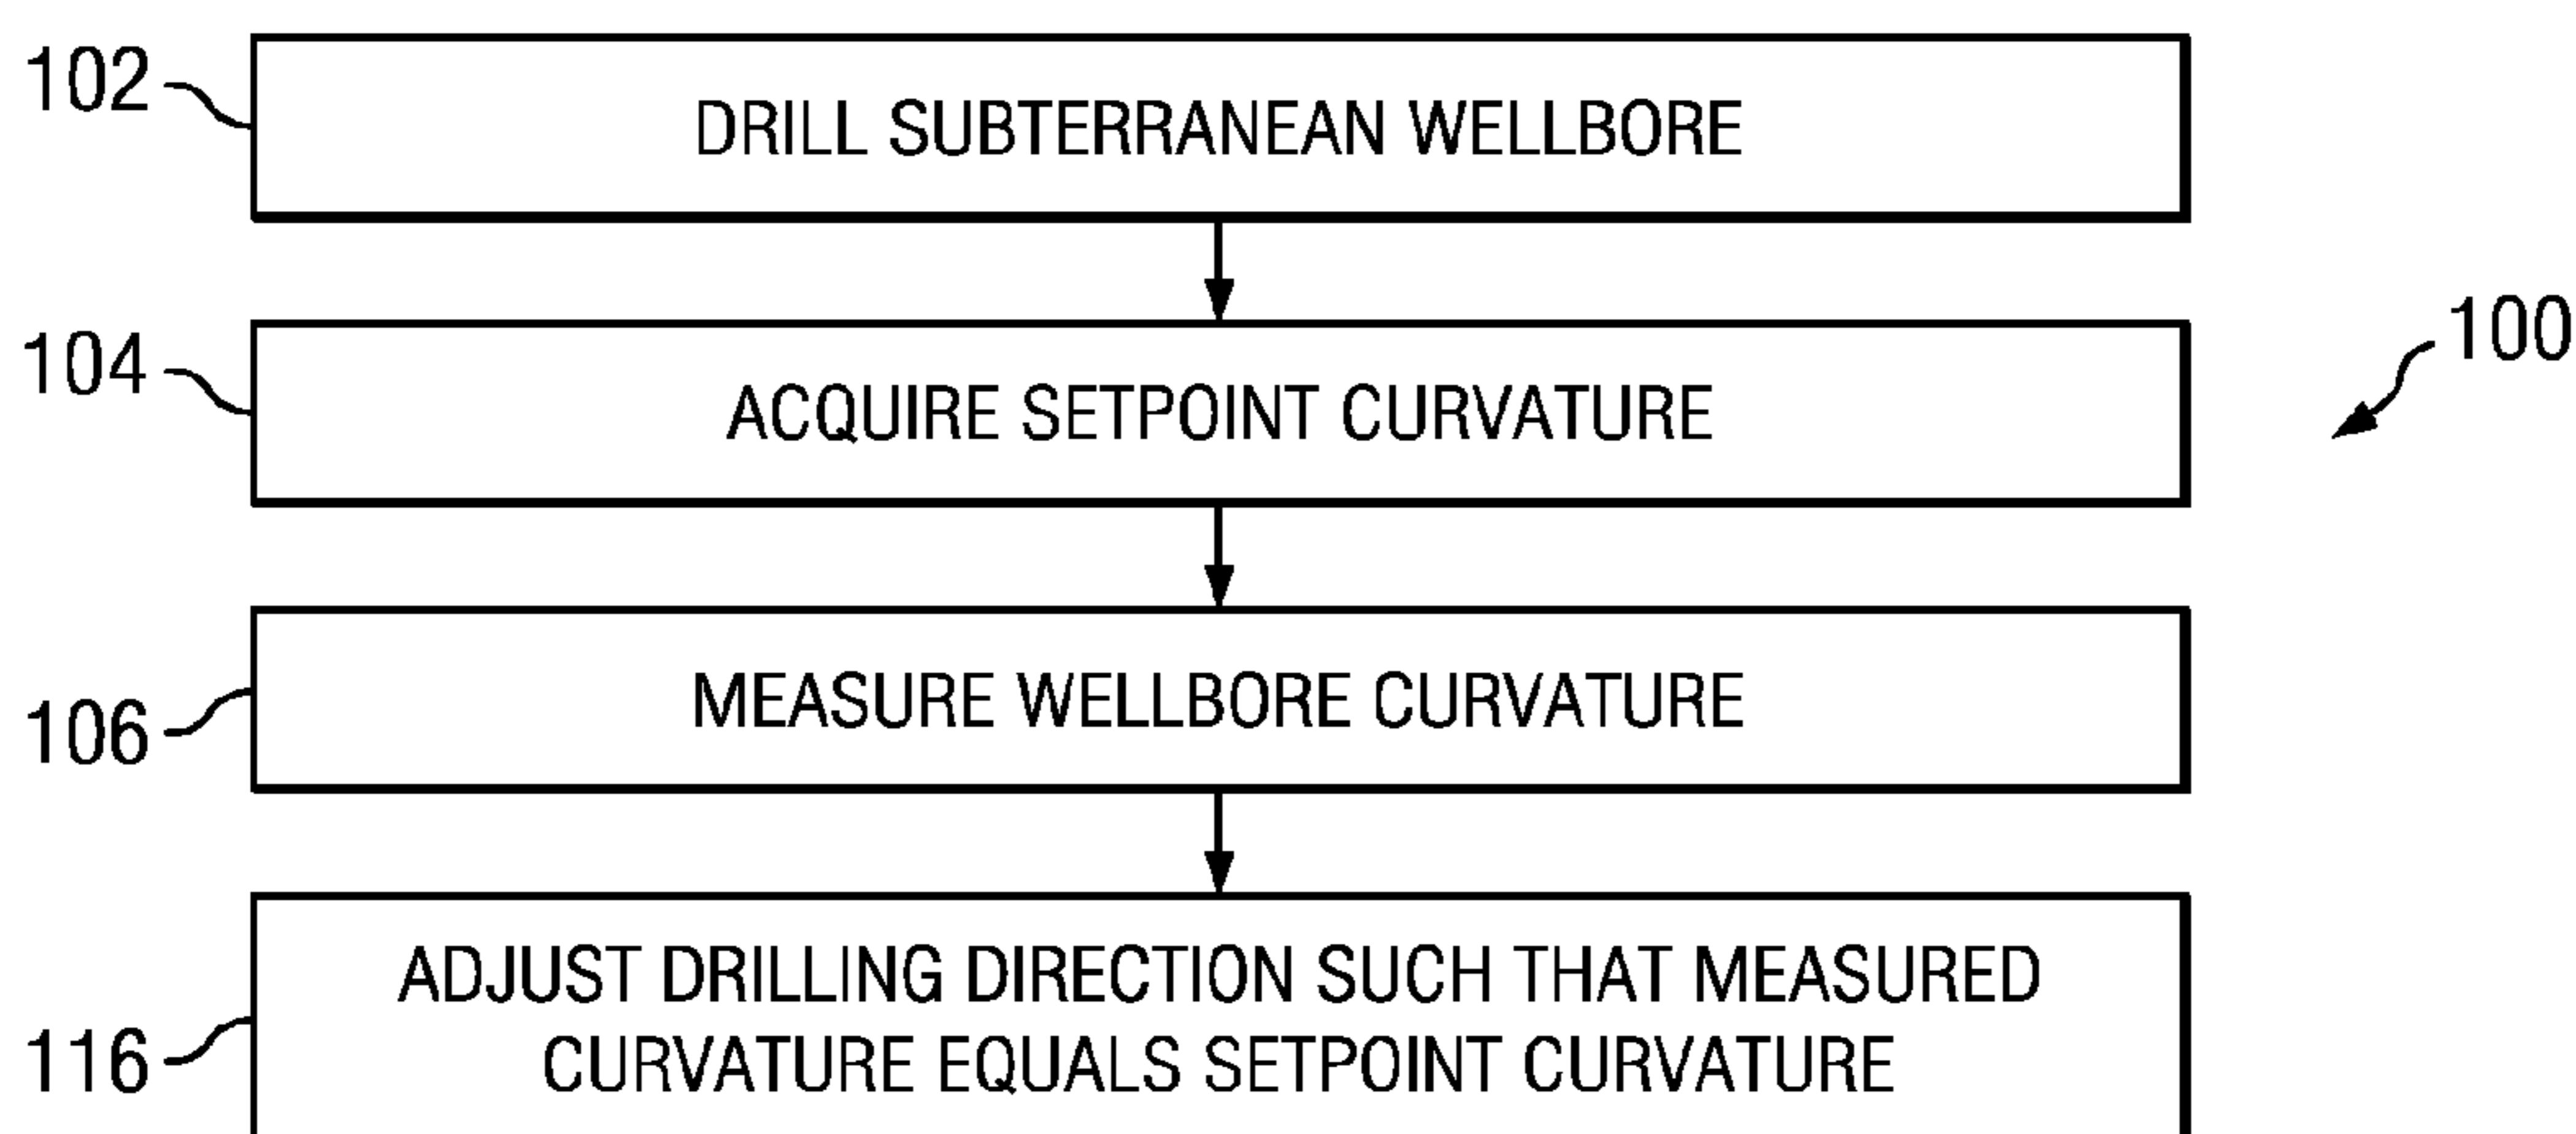 102
DRILL SUBTERRANEAN WELLBORE
104
ACQUIRE SETPOINT CURVATURE
100
106
MEASURE WELLBORE CURVATURE
116
ADJUST DRILLING DIRECTION SUCH THAT MEASURED
CURVATURE EQUALS SETPOINT CURVATURE